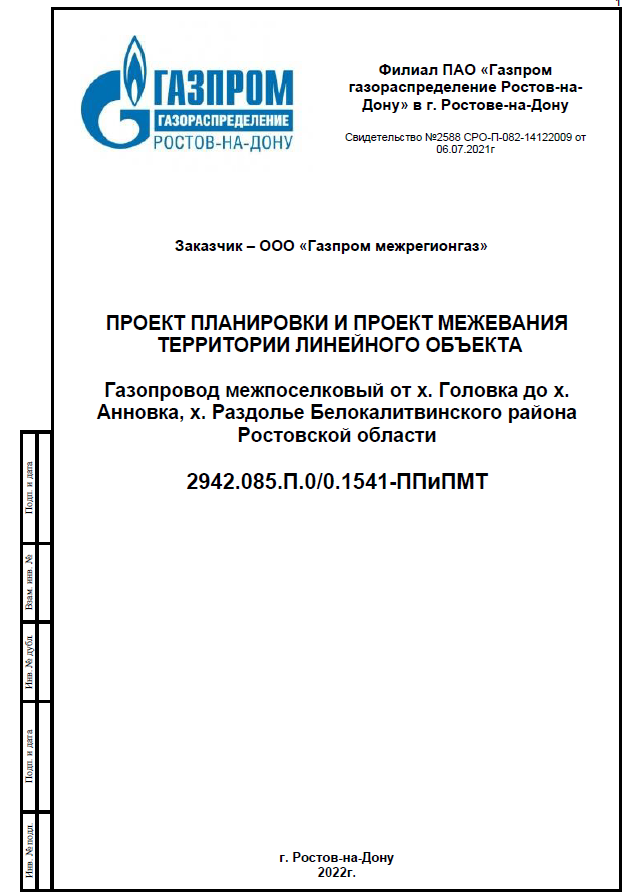 1
ГАЗПРОМ
ГАЗОРАСПРЕДЕЛЕНИЕ
РОСТОВ-НА-ДОНУ
Филиал ПАО «Газпром
газораспределение Ростов-на-
Дону» в г. Ростове-на-Дону
Свидетельство №2588 СРО-П-082-14122009 от
06.07.2021г
Заказчик – ООО «Газпром межрегионгаз»
ПРОЕКТ ПЛАНИРОВКИ И ПРОЕКТ МЕЖЕВАНИЯ
ТЕРРИТОРИИ ЛИНЕЙНОГО ОБЪЕКТА
Газопровод межпоселковый от х. Головка до х.
Анновка, х. Раздолье Белокалитвинского района
Ростовской области
2942.085.П.0/0.1541-ППиПМТ
Подп. и дата
Взам. инв. №
Инв. № дубл.
Подп. и дата
Инв. № подл.
г. Ростов-на-Дону
2022г.